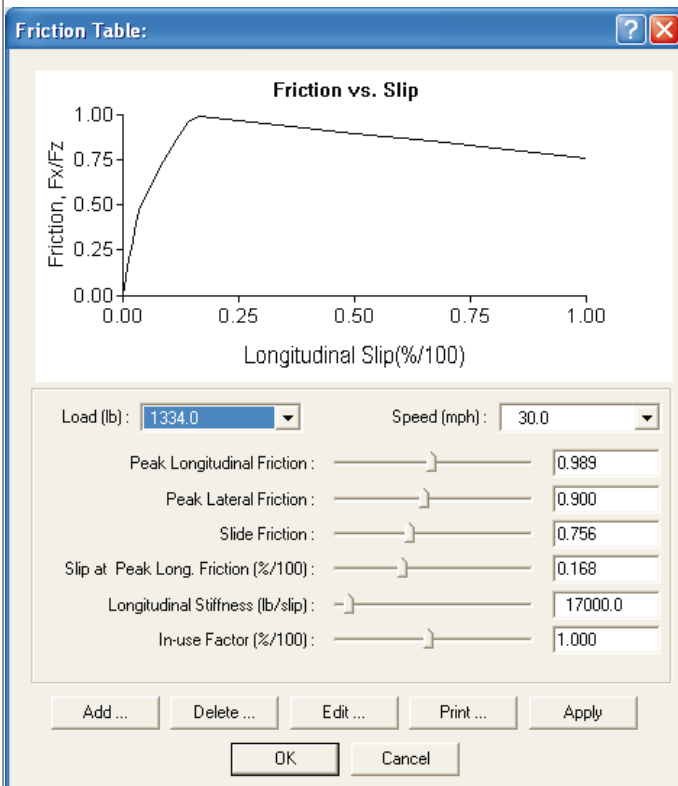 Friction Table:
Friction vs. Slip
1.00
0.75
0.50
0.25
0.00
Friction, Fx/Fz
0.00 0.25 0.50 0.75 1.00
Longitudinal Slip(%/100)
Load (lb) : 1334.0 Speed (mph) : 30.0
Peak Longitudinal Friction : 0.989
Peak Lateral Friction : 0.900
Slide Friction : 0.756
Slip at Peak Long. Friction (%/100) : 0.168
Longitudinal Stiffness (lb/slip) : 17000.0
In-use Factor (%/100) : 1.000
Add ... Delete ... Edit ... Print ... Apply
OK Cancel